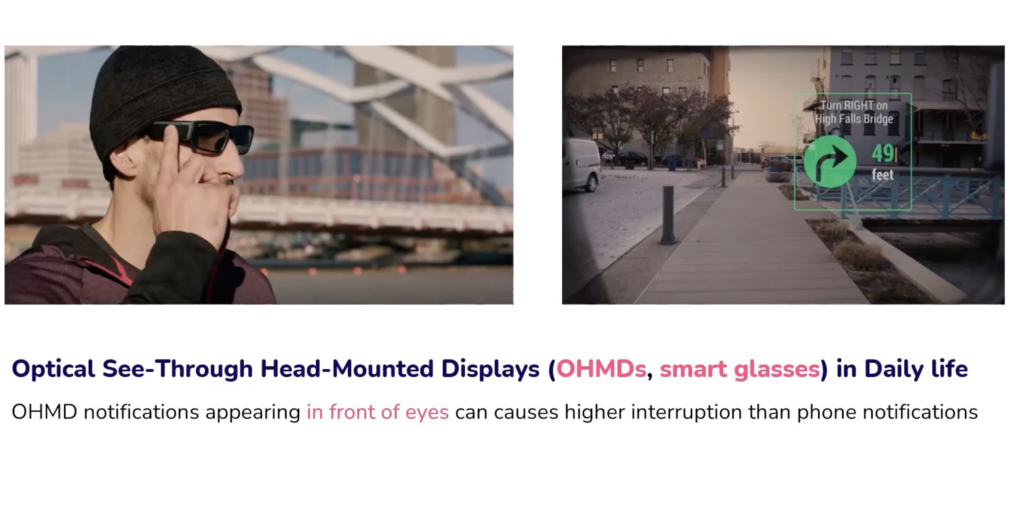 Turn RIGHT on
High Falls Bridge
49
feet
Optical See-Through Head-Mounted Displays (OHMDs, smart glasses) in Daily life
OHMD notifications appearing in front of eyes can causes higher interruption than phone notifications